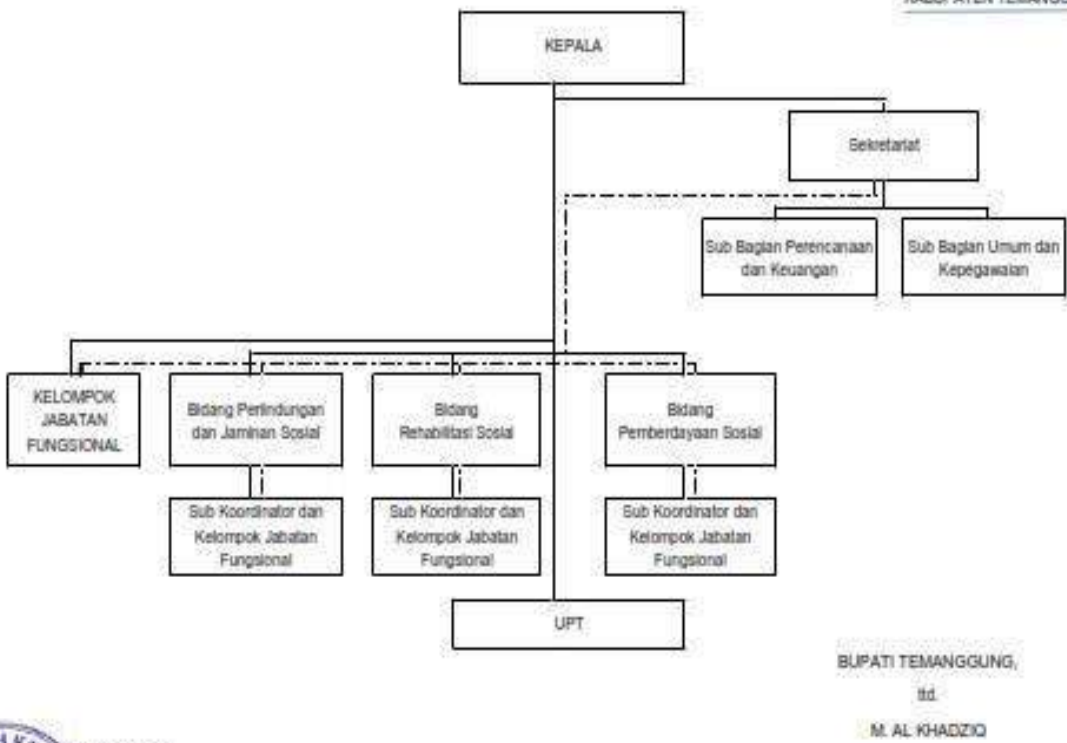 KEPALA
Sekretariat
Sub Bagian Perencanaan
dan Keuangan
Sub Bagian Umum dan
Kepegawaian
KELOMPOK
JABATAN
FUNGSIONAL
Bidang Perlindungan
dan Jaminan Sosial
Bidang
Rehabilitasi Sosial
Bidang
Pemberdayaan Sosial
Sub Koordinator dan
Kelompok Jabatan
Fungsional
Sub Koordinator dan
Kelompok Jabatan
Fungsional
Sub Koordinator dan
Kelompok Jabatan
Fungsional
UPT
BUPATI TEMANGGUNG,
ttd.
M. AL KHADZIQ